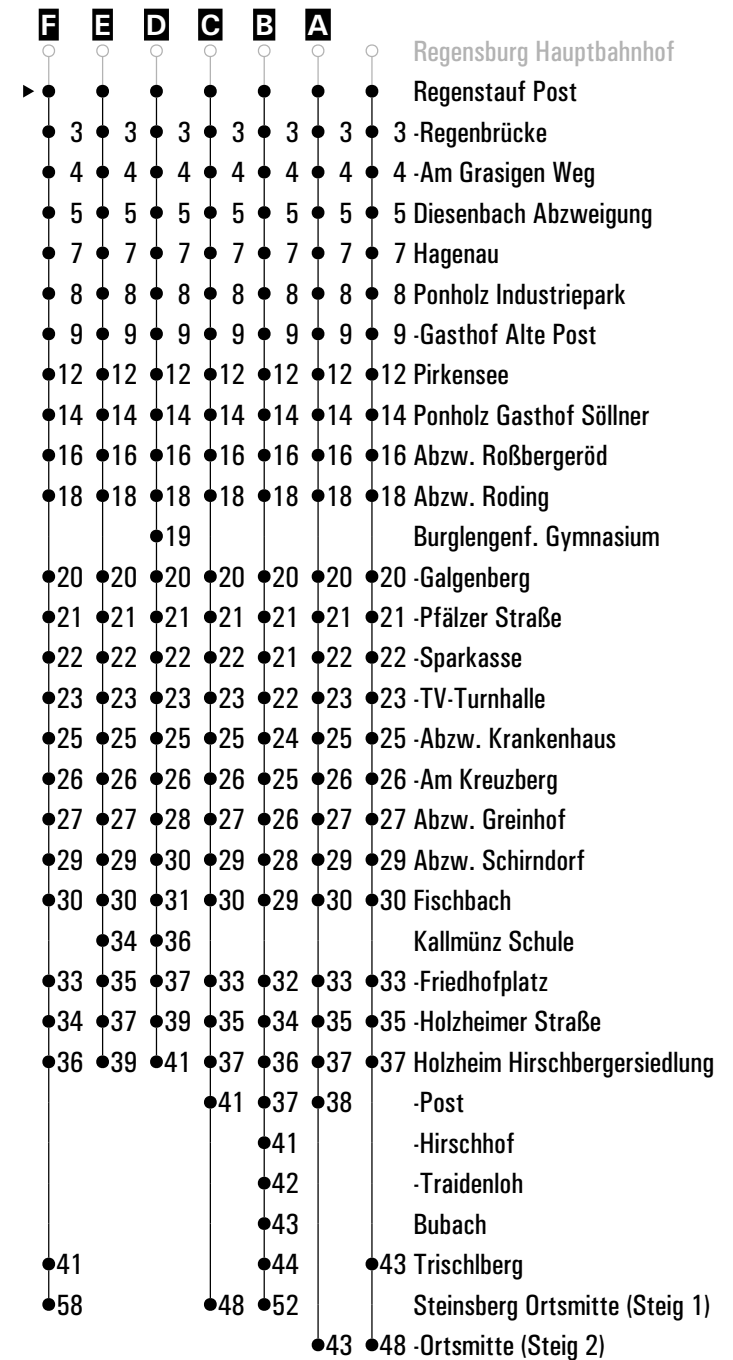 F E D C B A
Regensburg Hauptbahnhof
Regenstauf Post
3 3 3 3 3 3 3 -Regenbrücke
4 4 4 4 4 4 4 -Am Grasigen Weg
5 5 5 5 5 5 5 Diesenbach Abzweigung
7 7 7 7 7 7 7 Hagenau
8 8 8 8 8 8 8 Ponholz Industriepark
9 9 9 9 9 9 9 -Gasthof Alte Post
12 12 12 12 12 12 12 Pirkensee
14 14 14 14 14 14 14 Ponholz Gasthof Söllner
16 16 16 16 16 16 16 Abzw. Roßbergeröd
18 18 18 18 18 18 18 Abzw. Roding
19 Burglengenf. Gymnasium
20 20 20 20 20 20 20 -Galgenberg
21 21 21 21 21 21 21 -Pfälzer Straße
22 22 22 22 21 22 22 -Sparkasse
23 23 23 23 22 23 23 -TV-Turnhalle
25 25 25 25 24 25 25 -Abzw. Krankenhaus
26 26 26 26 25 26 26 -Am Kreuzberg
27 27 28 27 26 27 27 Abzw. Greinhof
29 29 30 29 28 29 29 Abzw. Schirndorf
30 30 31 30 29 30 30 Fischbach
34 36 Kallmünz Schule
33 35 37 33 32 33 33 -Friedhofplatz
34 37 39 35 34 35 35 -Holzheimer Straße
36 39 41 37 36 37 37 Holzheim Hirschbergersiedlung
41 37 38 -Post
41 -Hirschhof
42 -Traidenloh
43 Bubach
41 44 43 Trischlberg
58 48 52 Steinsberg Ortsmitte (Steig 1)
43 48 -Ortsmitte (Steig 2)